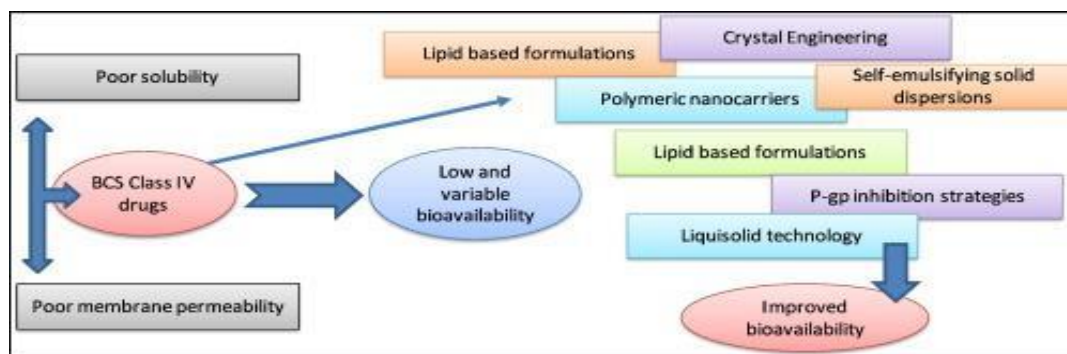 Poor solubility
BCS Class IV
drugs
Poor membrane permeability
Low and
variable
bioavailability
Lipid based formulations
Crystal Engineering
Self-emulsifying solid
dispersions
Polymeric nanocarriers
Lipid based formulations
P-gp inhibition strategies
Liquisolid technology
Improved
bioavailability